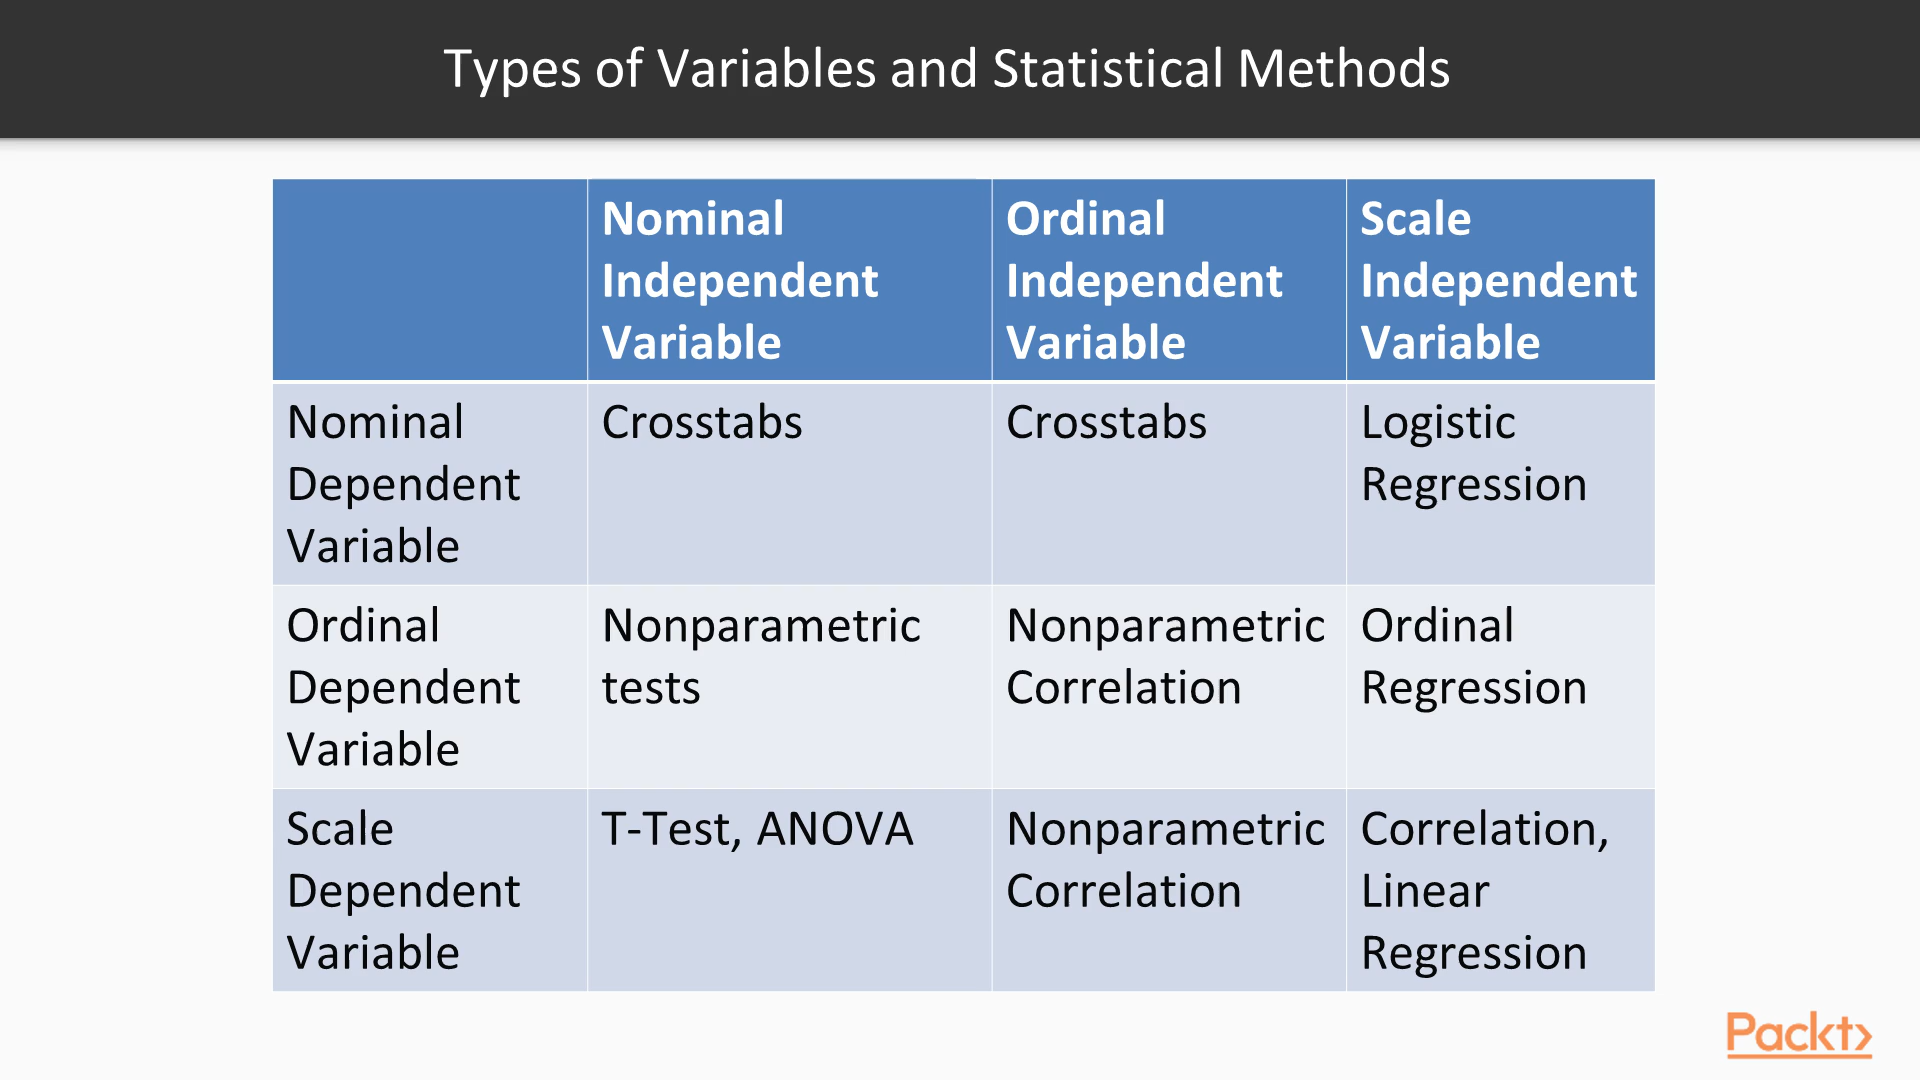 Types of Variables and Statistical Methods
Nominal
Independent
Variable
Ordinal
Independent
Variable
Scale
Independent
Variable
Nominal
Dependent
Variable
Crosstabs
Crosstabs
Logistic
Regression
Ordinal
Dependent
Variable
Nonparametric
tests
Nonparametric
Correlation
Ordinal
Regression
Scale
Dependent
Variable
T-Test, ANOVA
Nonparametric
Correlation
Correlation,
Linear
Regression
Packt>